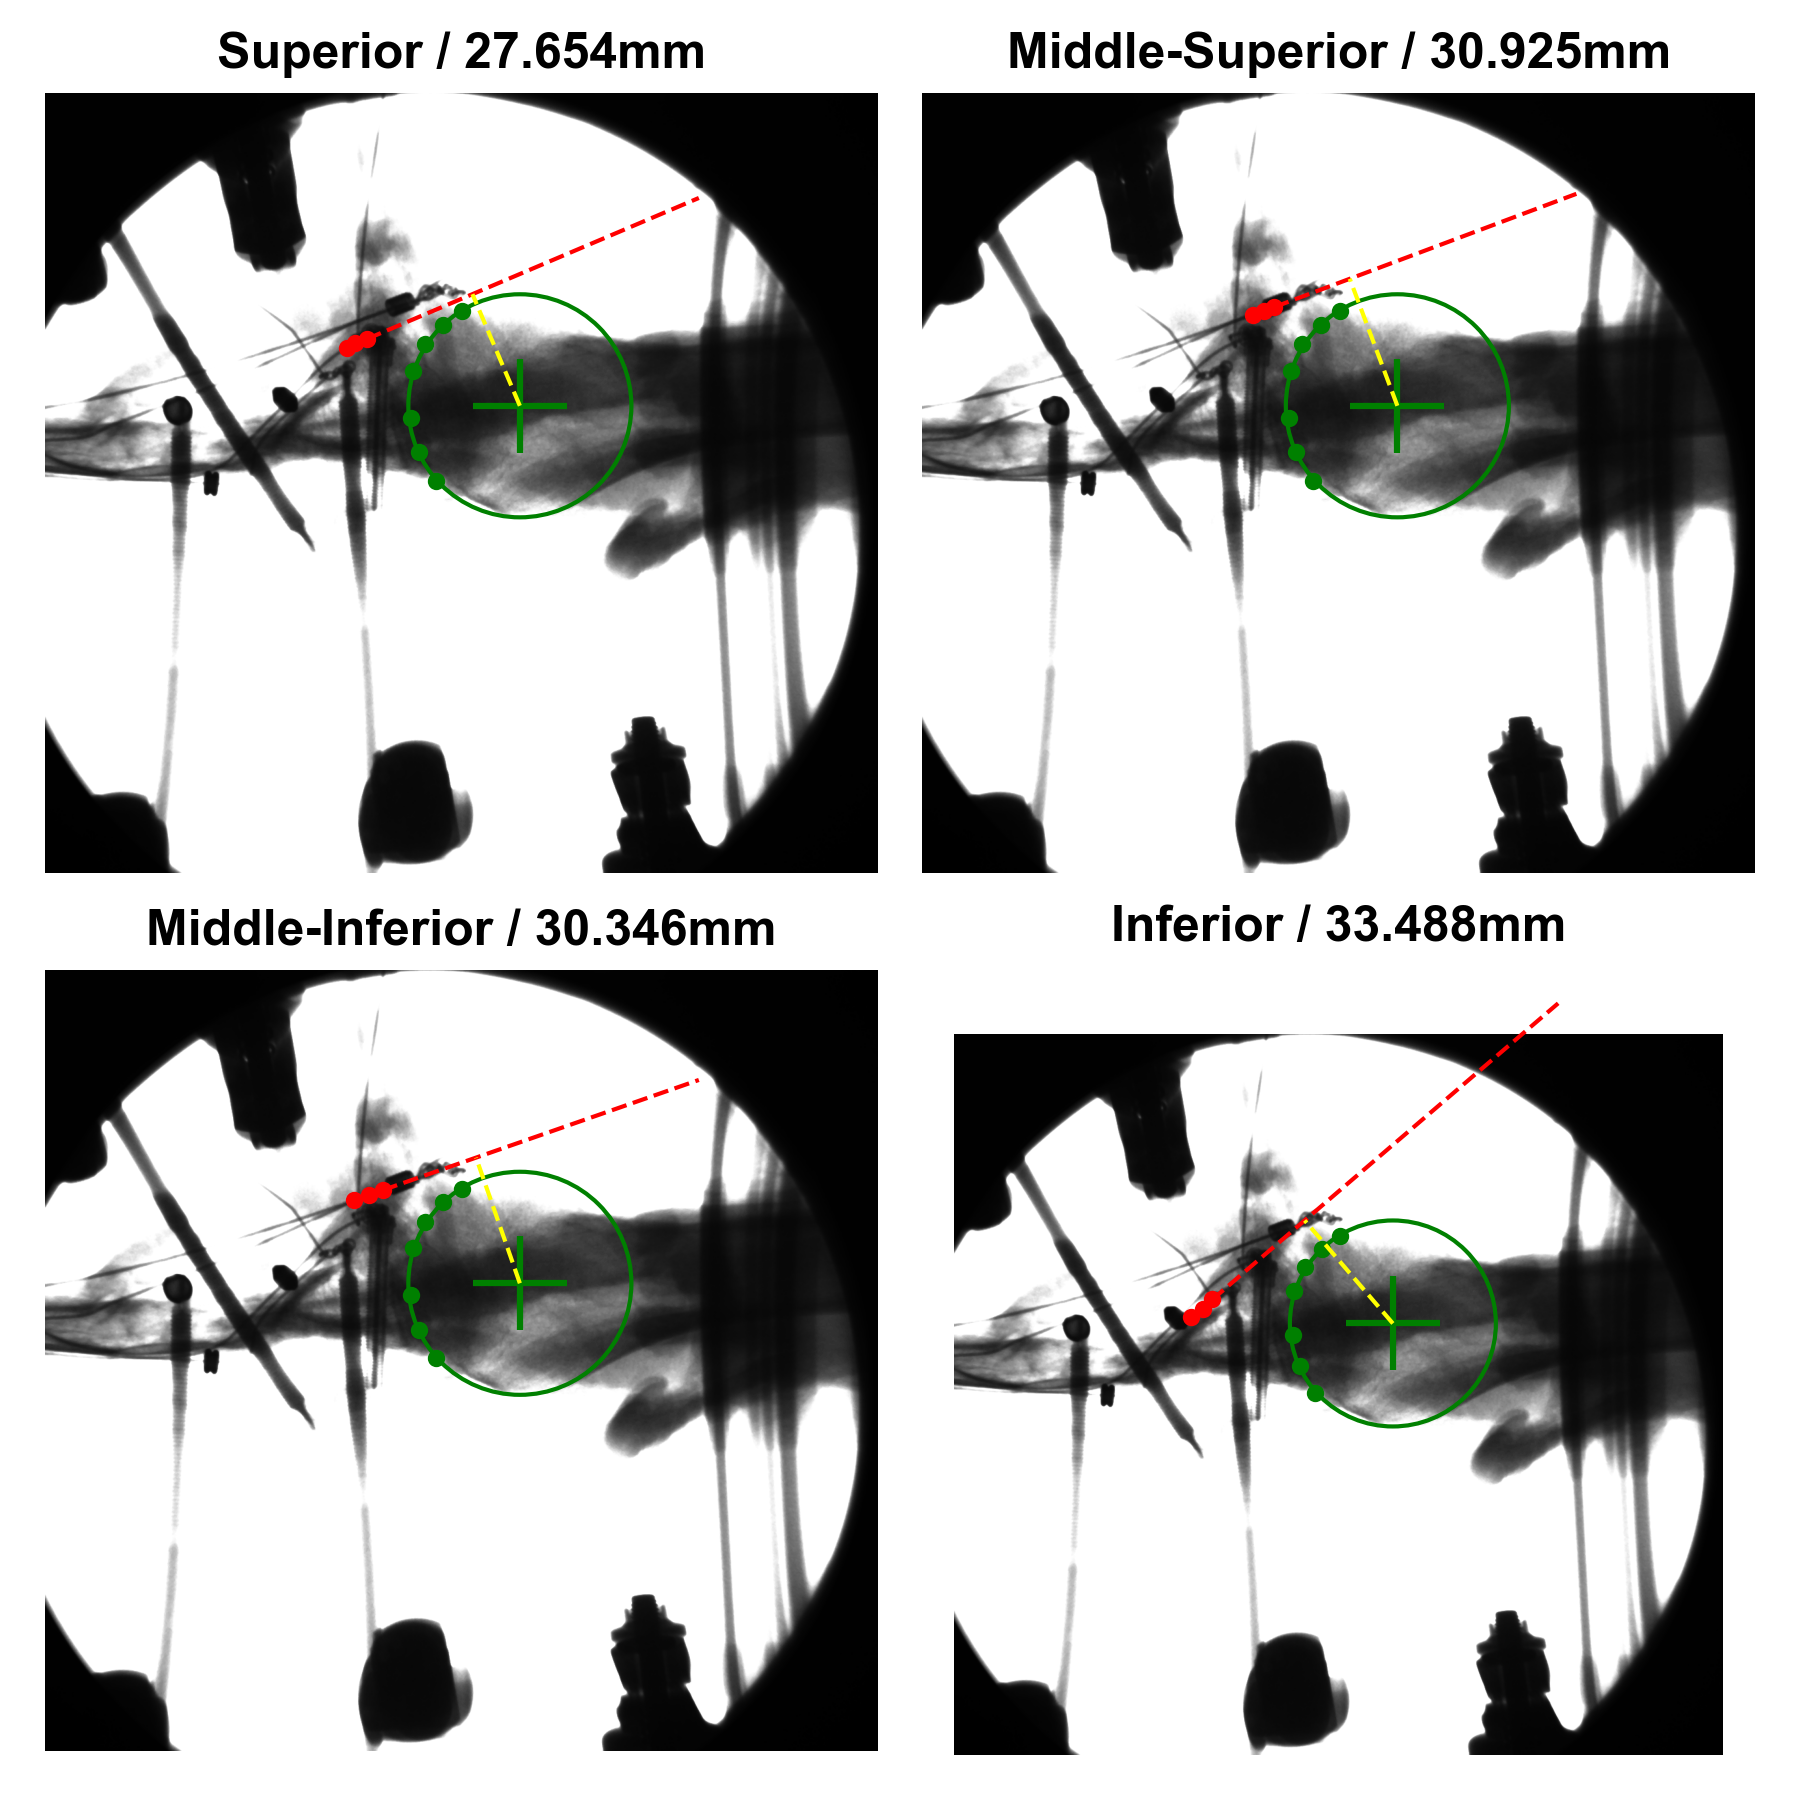 Superior / 27.654mm
Middle-Superior / 30.925mm
Middle-Inferior / 30.346mm
Inferior / 33.488mm